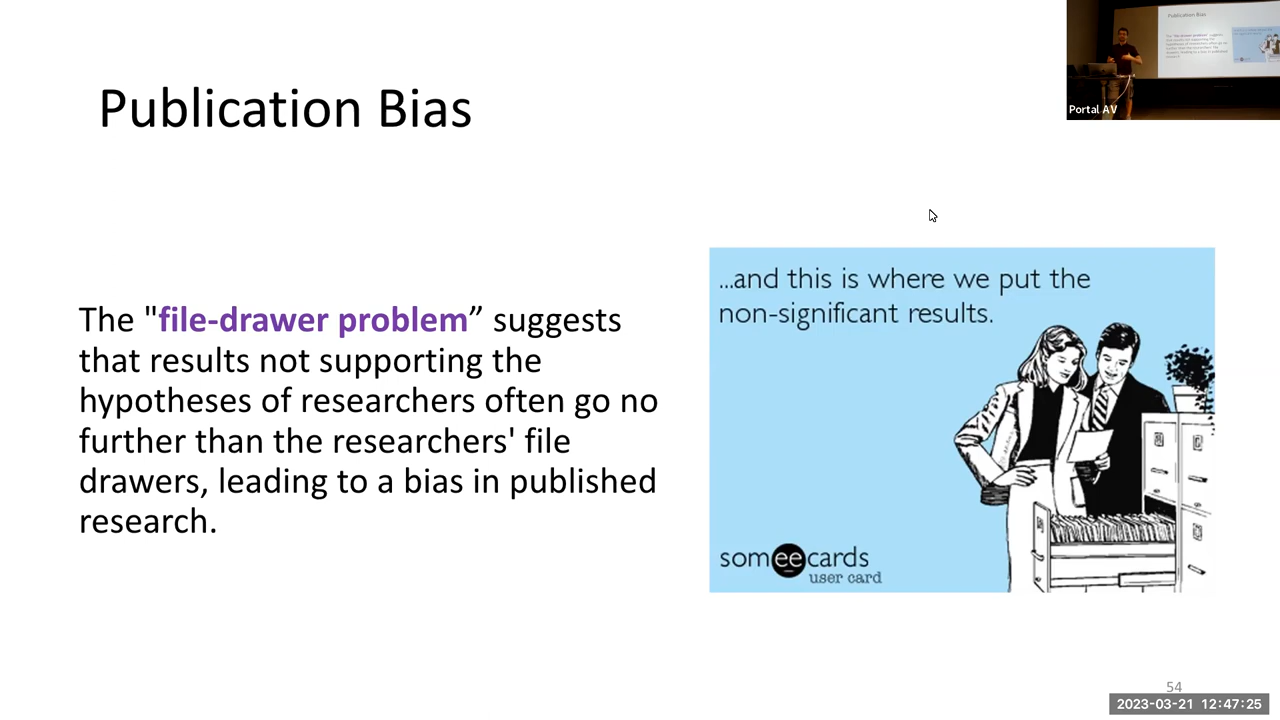 Publication Bias
Portal AV
Publication Bias
The "file-drawer problem” suggests
that results not supporting the
hypotheses of researchers often go no
further than the researchers' file
drawers, leading to a bias in published
research.
...and this is where we put the
non-significant results.
someecards
user card
54
2023-03-21 12:47:25